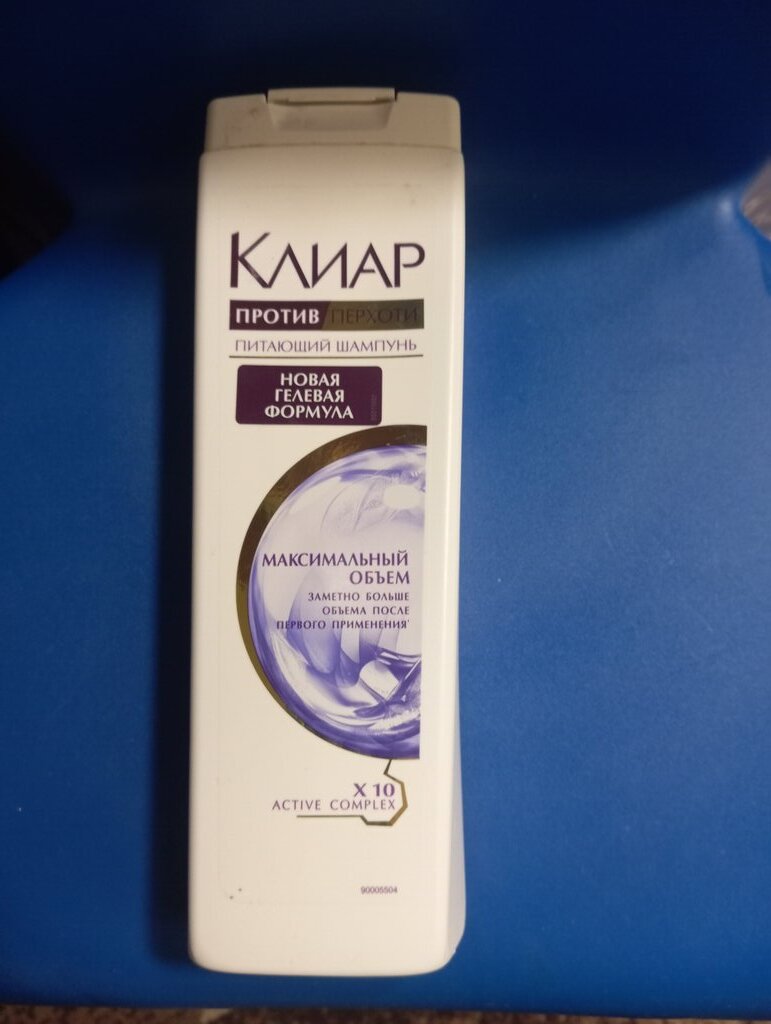 КЛИАР
ПРОТИВ ПЕРХОТИ
ПИТАЮЩИЙ ШАМПУНЬ
НОВАЯ
ГЕЛЕВАЯ
ФОРМУЛА
МАКСИМАЛЬНЫЙ
ОБЪЕМ
ЗАМЕТНО БОЛЬШЕ
ОБЪЕМА ПОСЛЕ
ПЕРВОГО ПРИМЕНЕНИЯ*
X 10
ACTIVE COMPLEX
90005504